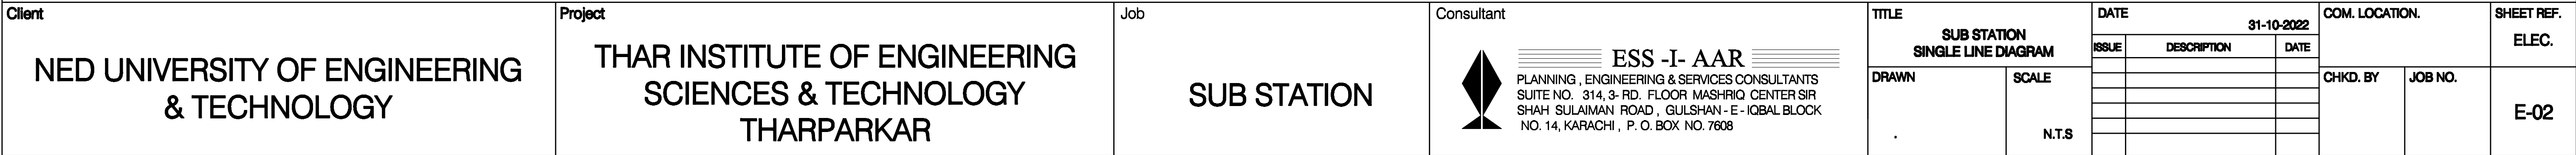 Client
NED UNIVERSITY OF ENGINEERING
& TECHNOLOGY
Project
THAR INSTITUTE OF ENGINEERING
SCIENCES & TECHNOLOGY
THARPARKAR
Job
SUB STATION
Consultant
ESS -I- AAR
PLANNING , ENGINEERING & SERVICES CONSULTANTS
SUITE NO. 314, 3- RD. FLOOR MASHRIQ CENTER SIR
SHAH SULAIMAN ROAD , GULSHAN - E - IQBAL BLOCK
NO. 14, KARACHI , P. O. BOX NO. 7608
TITLE
SUB STATION
SINGLE LINE DIAGRAM
DRAWN
.
SCALE
N.T.S
DATE
31-10-2022
ISSUE DESCRIPTION DATE
COM. LOCATION.
CHKD. BY
JOB NO.
SHEET REF.
ELEC.
E-02